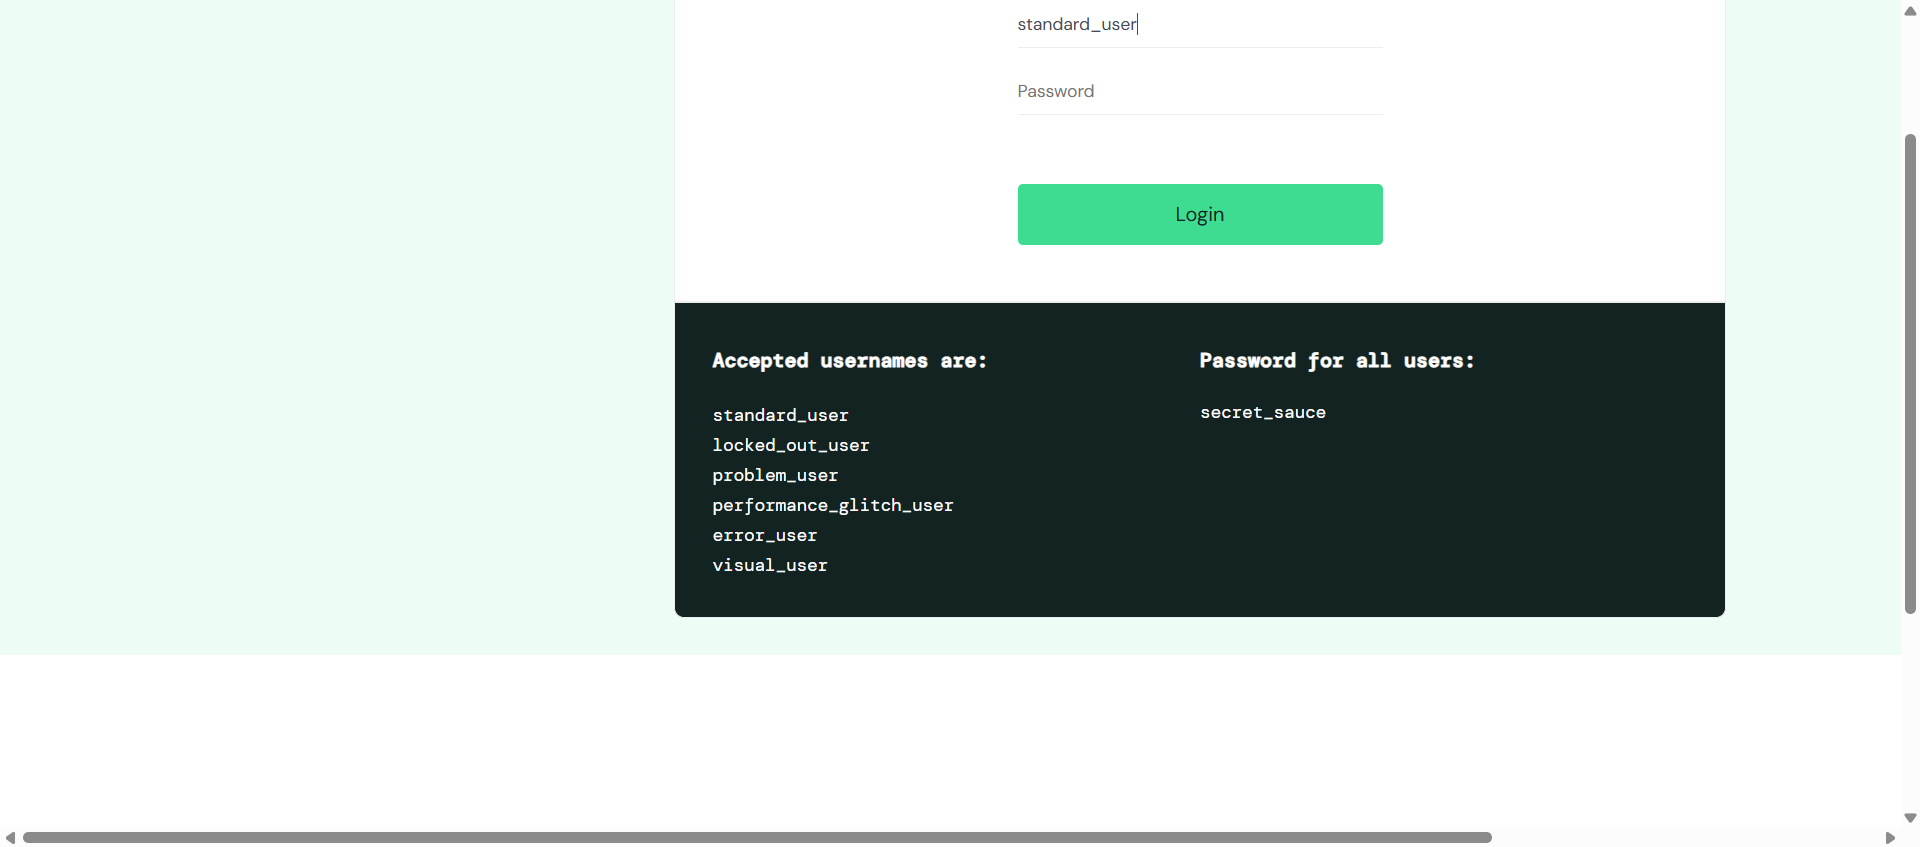 standard_user
Password
Login
Accepted usernames are:
standard_user
locked_out_user
problem_user
performance_glitch_user
error_user
visual_user
Password for all users:
secret_sauce